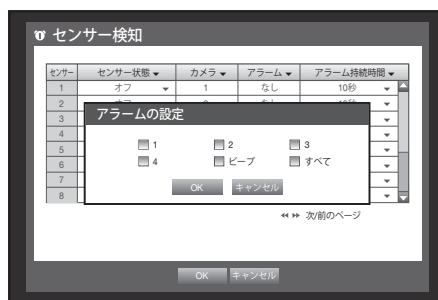 センサー検知
センサー センサー状態 カメラ アラーム アラーム持続時間
1 オフ 1 なし 10秒
2
3
4
5
6
7
8
アラームの設定
1 2 3
4 ビープ すべて
OK キャンセル
次/前のページ
OK キャンセル